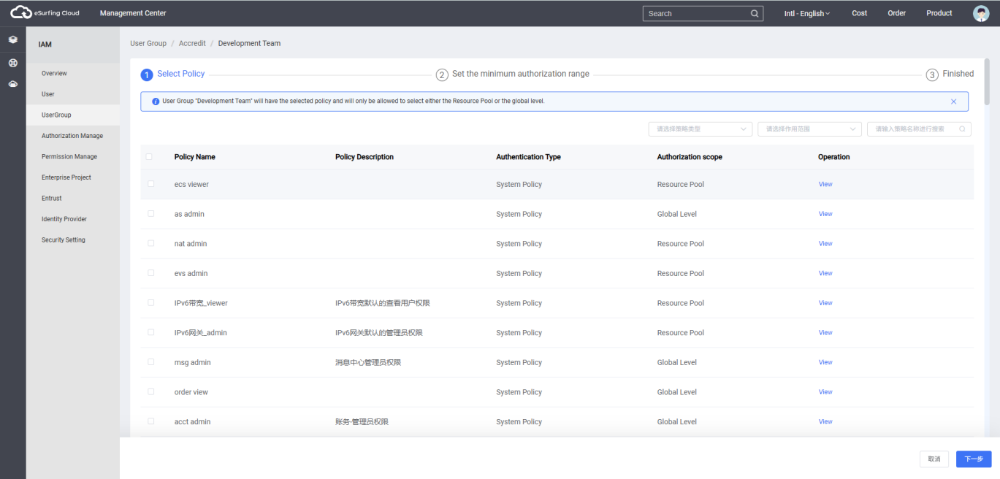 eSurfing Cloud Management Center Search Intl - English Cost Order Product
IAM
Overview
User
UserGroup
Authorization Manage
Permission Manage
Enterprise Project
Entrust
Identity Provider
Security Setting
User Group / Accredit / Development Team
1 Select Policy 2 Set the minimum authorization range 3 Finished
User Group "Development Team" will have the selected policy and will only be allowed to select either the Resource Pool or the global level.
请选择策略类型 请选择作用范围 请输入策略名称进行搜索
Policy Name Policy Description Authentication Type Authorization scope Operation
ecs viewer System Policy Resource Pool View
as admin System Policy Global Level View
nat admin System Policy Resource Pool View
evs admin System Policy Resource Pool View
IPv6带宽_viewer IPv6带宽默认的查看用户权限 System Policy Resource Pool View
IPv6网关_admin IPv6网关默认的管理员权限 System Policy Resource Pool View
msg admin 消息中心管理员权限 System Policy Global Level View
order view System Policy Global Level View
acct admin 账务-管理员权限 System Policy Global Level View
取消 下一步